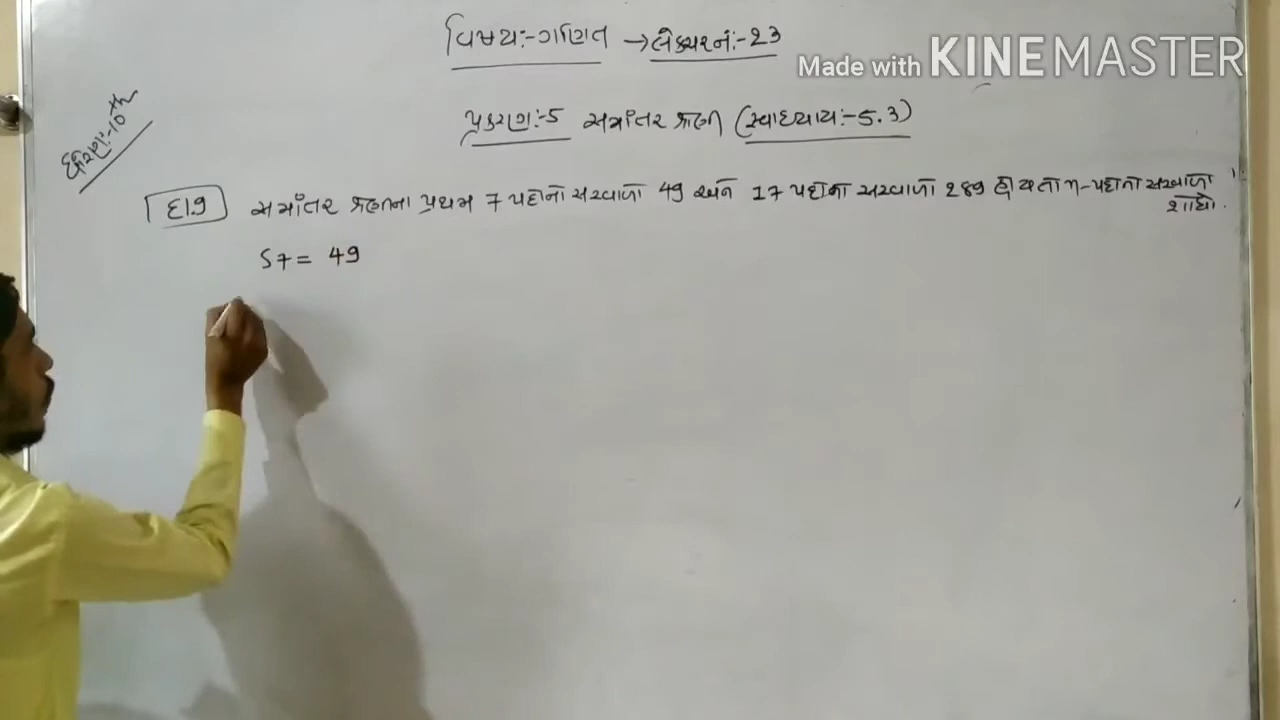 વિષય:-ગણિત → લેક્ચરનં:-23
Made with KINEMASTER
ધોરણ:-10th
પ્રકરણ:-5 સમાંતર શ્રેણી (સ્વાધ્યાય:-5.3)
દા.9 સમાંતર શ્રેણીના પ્રથમ 7 પદોનો સરવાળો 49 અને 17 પદોનો સરવાળો 289 હોય તો n-પદોનો સરવાળો
શોધો.
S7 = 49